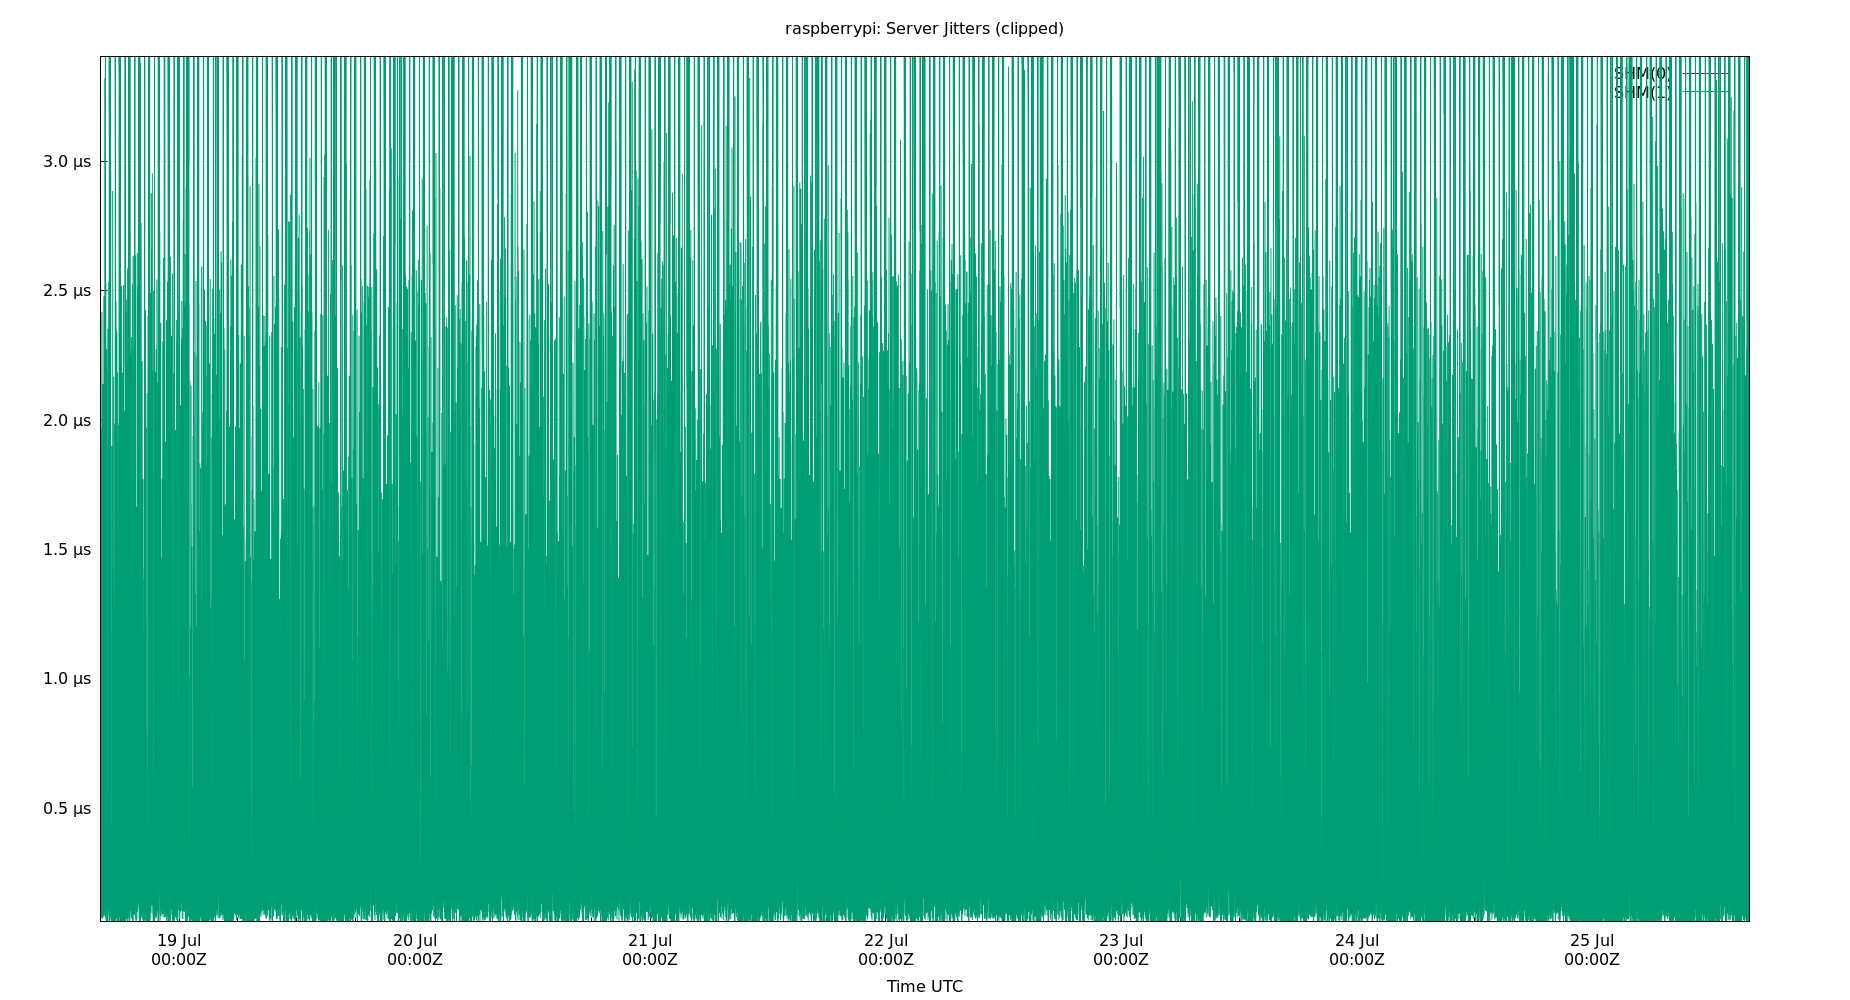 raspberrypi: Server Jitters (clipped)
SHM(0)
SHM(1)
3.0 µs
2.5 µs
2.0 µs
1.5 µs
1.0 µs
0.5 µs
19 Jul 20 Jul 21 Jul 22 Jul 23 Jul 24 Jul 25 Jul
00:00Z 00:00Z 00:00Z 00:00Z 00:00Z 00:00Z 00:00Z
Time UTC